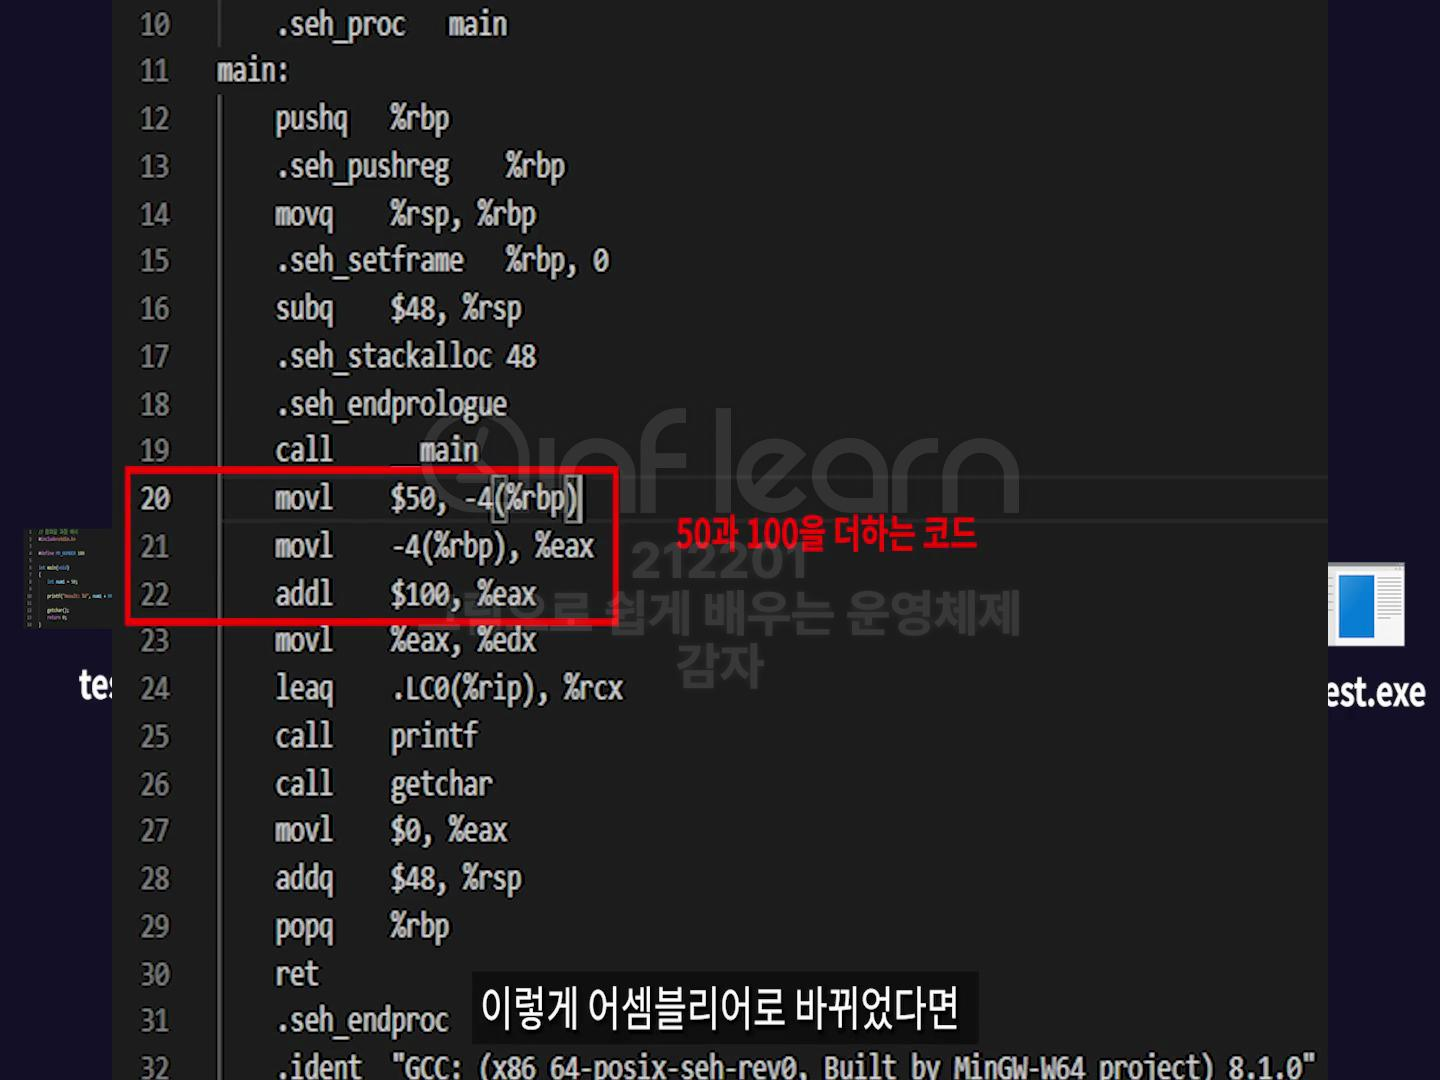 10 .seh_proc main
11 main:
12 pushq %rbp
13 .seh_pushreg %rbp
14 movq %rsp, %rbp
15 .seh_setframe %rbp, 0
16 subq $48, %rsp
17 .seh_stackalloc 48
18 .seh_endprologue
19 call __main
20 movl $50, -4(%rbp)
21 movl -4(%rbp), %eax
22 addl $100, %eax
50과 100을 더하는 코드
23 movl %eax, %edx
24 leaq .LC0(%rip), %rcx
25 call printf
26 call getchar
27 movl $0, %eax
28 addq $48, %rsp
29 popq %rbp
30 ret
31 .seh_endproc
32 .ident "GCC: (x86_64-posix-seh-rev0, Built by MinGW-W64 project) 8.1.0"
inflearn
212201
그림으로 쉽게 배우는 운영체제
감자
tes
est.exe
이렇게 어셈블리어로 바뀌었다면